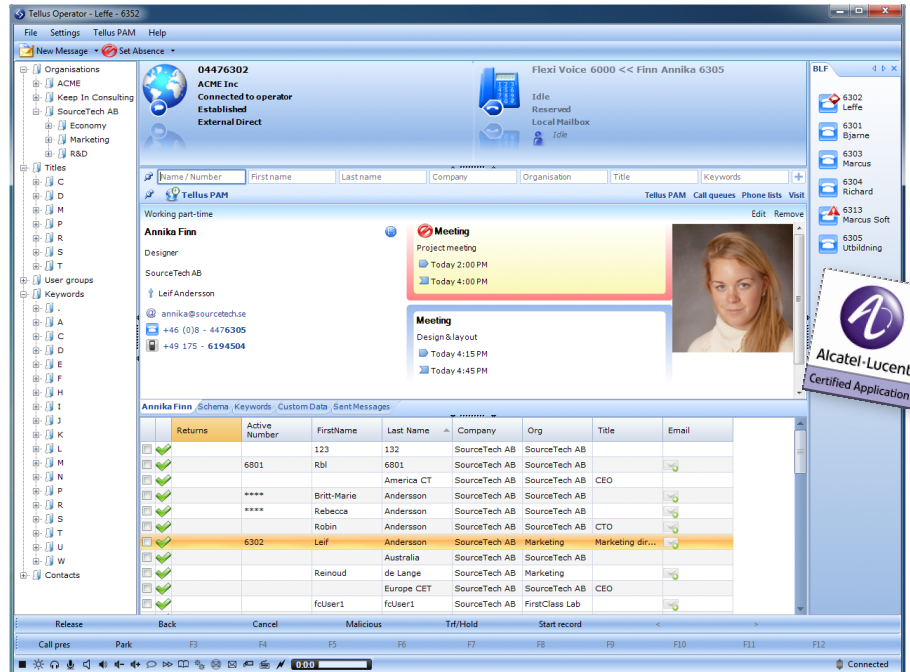 Tellus Operator - Leffe - 6352
File Settings Tellus PAM Help
New Message Set Absence
Organisations
ACME
Keep In Consulting
SourceTech AB
Economy
Marketing
R&D
Titles
C
D
M
P
R
S
T
User groups
Keywords
.
A
C
D
E
F
H
I
J
K
L
M
N
P
R
S
T
U
W
Contacts
04476302
ACME Inc
Connected to operator
Established
External Direct
Flexi Voice 6000 << Finn Annika 6305
Idle
Reserved
Local Mailbox
Idle
Name / Number First name Last name Company Organisation Title Keywords
Tellus PAM Tellus PAM Call queues Phone lists Visit
Working part-time Edit Remove
Annika Finn
Designer
SourceTech AB
Leif Andersson
annika@sourcetech.se
+46 (0)8 - 4476305
+49 175 - 6194504
Meeting
Project meeting
Today 2:00 PM
Today 4:00 PM
Meeting
Design & layout
Today 4:15 PM
Today 4:45 PM
Annika Finn Schema Keywords Custom Data Sent Messages
Returns Active Number FirstName Last Name Company Org Title Email
123 132 SourceTech AB SourceTech AB
6801 Rbl 6801 SourceTech AB SourceTech AB
America CT SourceTech AB SourceTech AB CEO
**** Britt-Marie Andersson SourceTech AB SourceTech AB
**** Rebecca Andersson SourceTech AB SourceTech AB
Robin Andersson SourceTech AB SourceTech AB CTO
6302 Leif Andersson SourceTech AB Marketing Marketing dir...
Australia SourceTech AB SourceTech AB
Reinoud de Lange SourceTech AB Marketing
Europe CET SourceTech AB SourceTech AB CEO
fcUser1 fcUser1 SourceTech AB FirstClass Lab
BLF
6302
Leffe
6301
Bjarne
6303
Marcus
6304
Richard
6313
Marcus Soft
6305
Utbildning
Alcatel-Lucent
Certified Application
Release Back Cancel Malicious Trf/Hold Start record < >
Call pres Park F3 F4 F5 F6 F7 F8 F9 F10 F11 F12
0:0:0 Connected